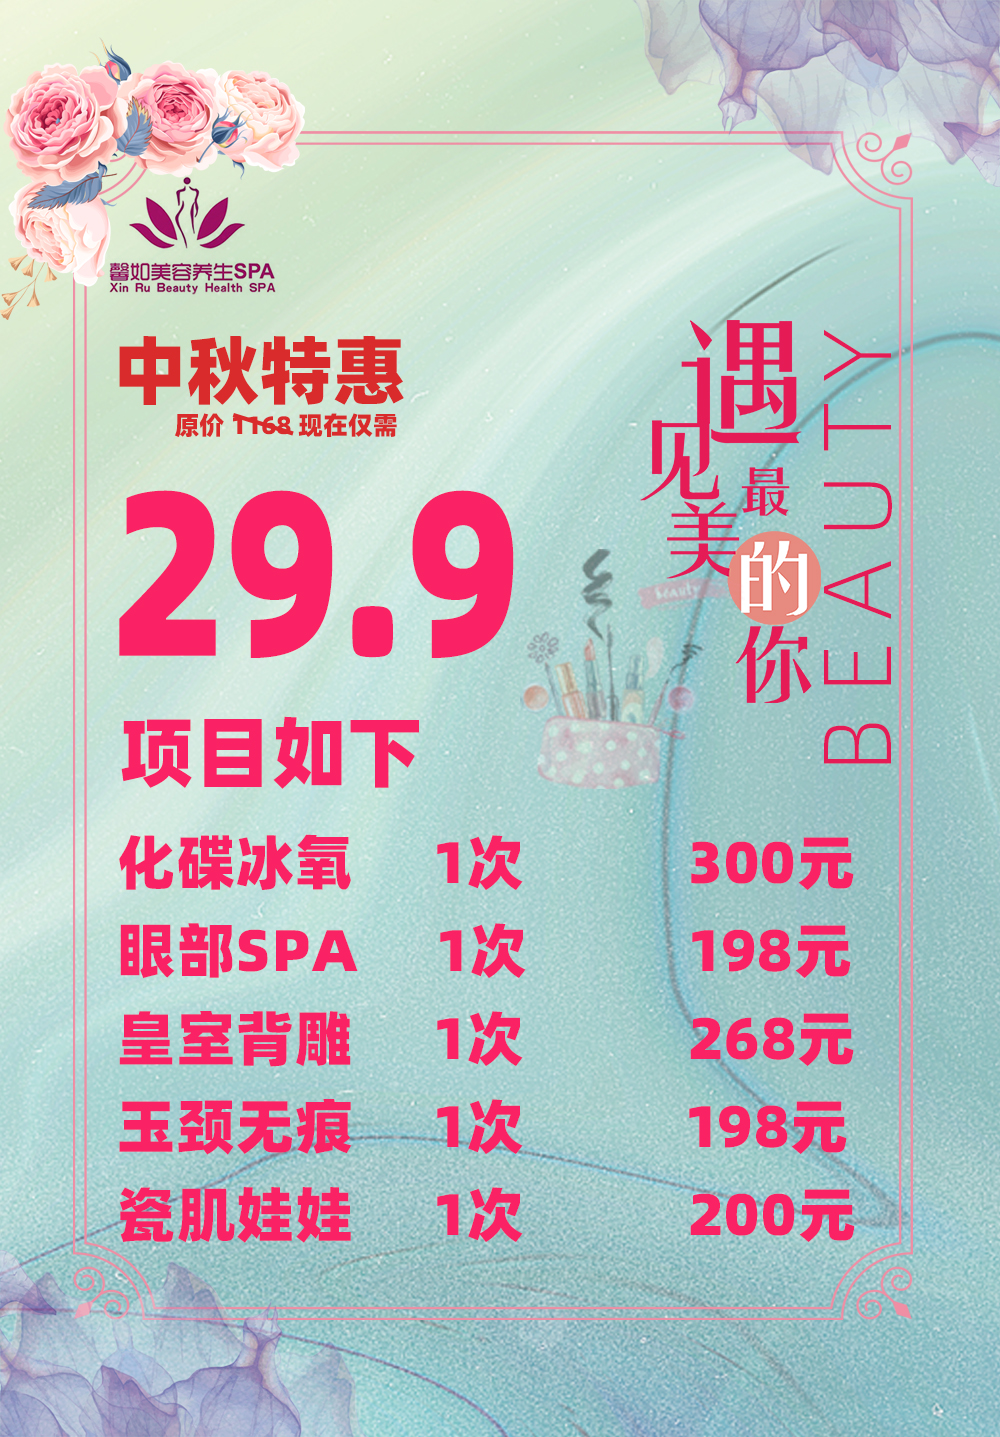 馨如美容养生SPA
Xin Ru Beauty Health SPA
中秋特惠
原价 1168 现在仅需
29.9
遇见最美的你
BEAUTY
项目如下
化碟冰氧 1次 300元
眼部SPA 1次 198元
皇室背雕 1次 268元
玉颈无痕 1次 198元
瓷肌娃娃 1次 200元